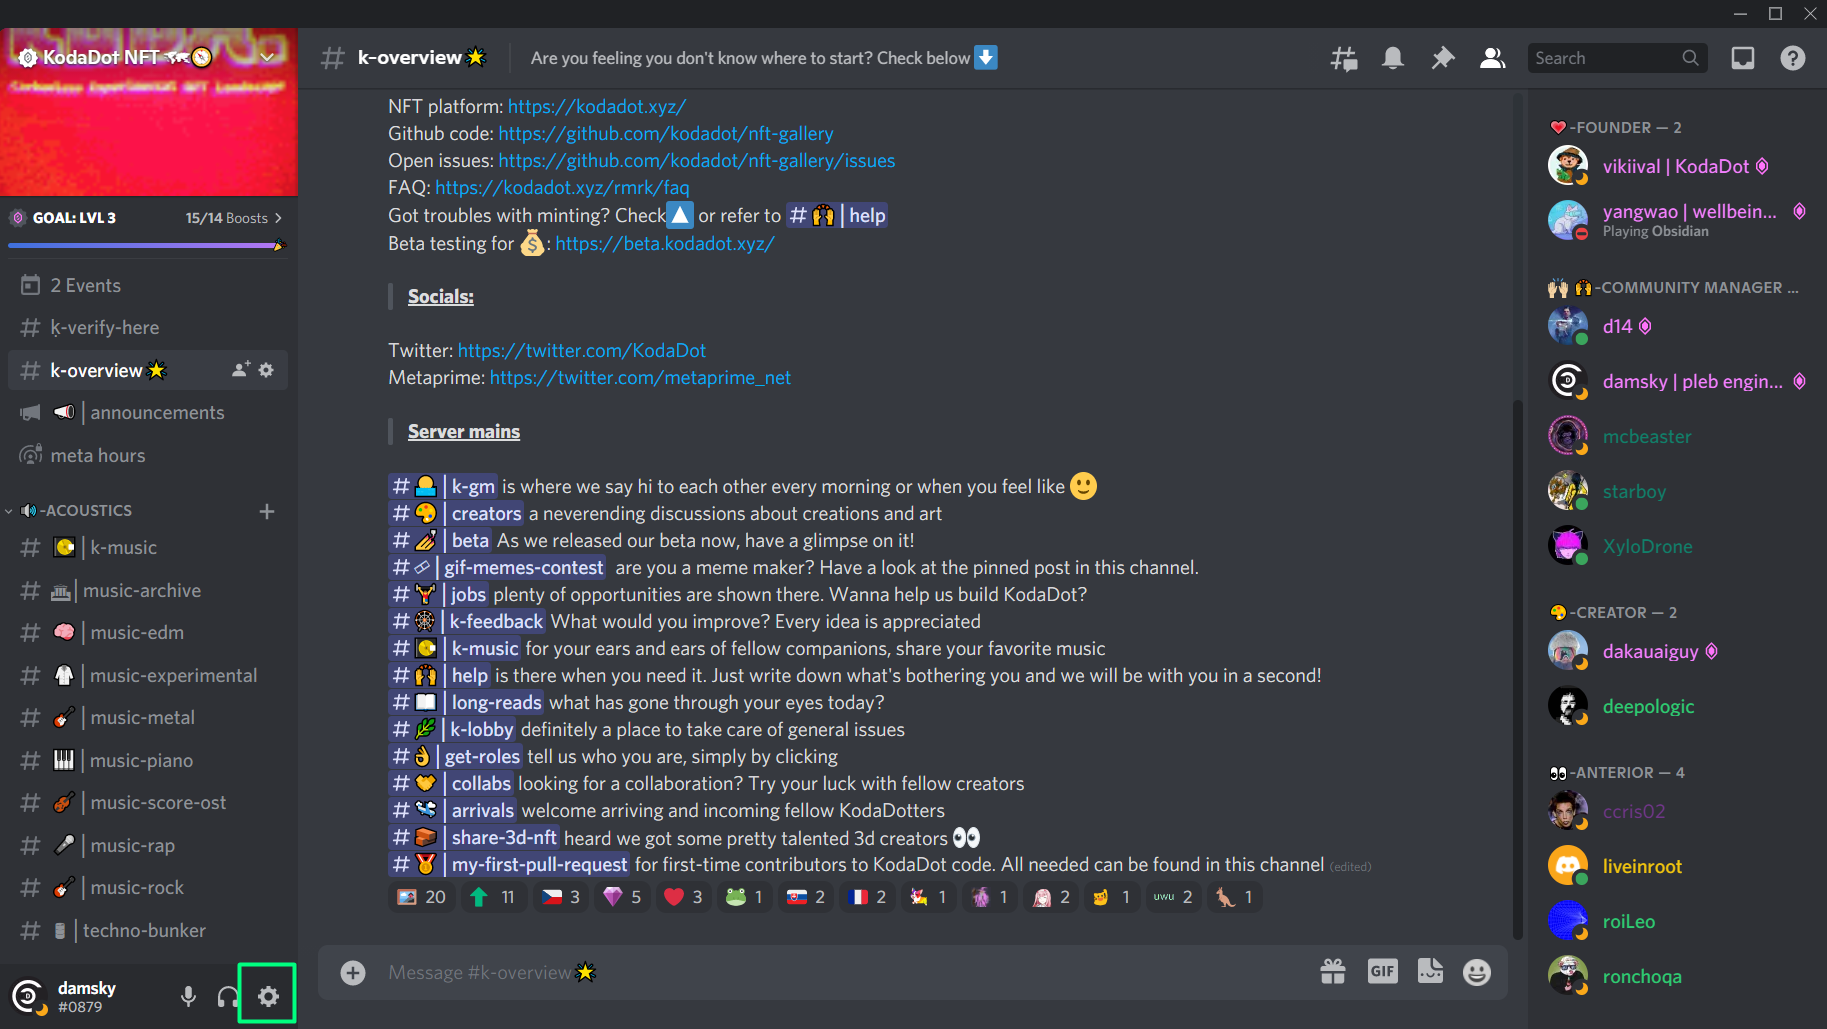 KodaDot NFT
GOAL: LVL 3
15/14 Boosts
2 Events
k-verify-here
k-overview
announcements
meta hours
-ACOUSTICS
k-music
music-archive
music-edm
music-experimental
music-metal
music-piano
music-score-ost
music-rap
music-rock
techno-bunker
damsky
#0879
# k-overview
Are you feeling you don't know where to start? Check below
Search
NFT platform: https://kodadot.xyz/
Github code: https://github.com/kodadot/nft-gallery
Open issues: https://github.com/kodadot/nft-gallery/issues
FAQ: https://kodadot.xyz/rmrk/faq
Got troubles with minting? Check or refer to # | help
Beta testing for : https://beta.kodadot.xyz/
Socials:
Twitter: https://twitter.com/KodaDot
Metaprime: https://twitter.com/metaprime_net
Server mains
# | k-gm is where we say hi to each other every morning or when you feel like
# | creators a neverending discussions about creations and art
# | beta As we released our beta now, have a glimpse on it!
# | gif-memes-contest are you a meme maker? Have a look at the pinned post in this channel.
# | jobs plenty of opportunities are shown there. Wanna help us build KodaDot?
# | k-feedback What would you improve? Every idea is appreciated
# | k-music for your ears and ears of fellow companions, share your favorite music
# | help is there when you need it. Just write down what's bothering you and we will be with you in a second!
# | long-reads what has gone through your eyes today?
# | k-lobby definitely a place to take care of general issues
# | get-roles tell us who you are, simply by clicking
# | collabs looking for a collaboration? Try your luck with fellow creators
# | arrivals welcome arriving and incoming fellow KodaDotters
# | share-3d-nft heard we got some pretty talented 3d creators
# | my-first-pull-request for first-time contributors to KodaDot code. All needed can be found in this channel (edited)
20 11 3 5 3 1 2 2 1 1 2 1 uwu 2 1
Message #k-overview
GIF
-FOUNDER — 2
vikiival | KodaDot
yangwao | wellbein...
Playing Obsidian
-COMMUNITY MANAGER ...
d14
damsky | pleb engin...
mcbeaster
starboy
XyloDrone
-CREATOR — 2
dakauaiguy
deepologic
-ANTERIOR — 4
ccris02
liveinroot
roiLeo
ronchoqa